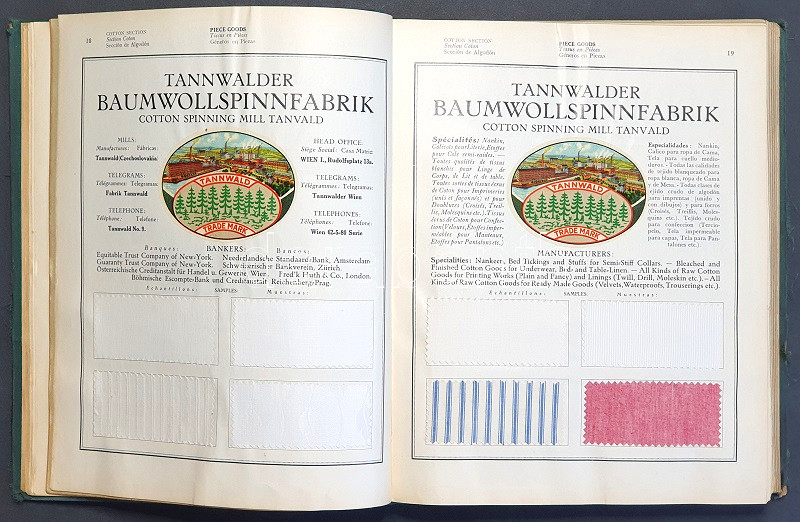 18
COTTON SECTION
Section Coton
Sección de Algodón
PIECE GOODS
Tissus en Pièces
Géneros en Piezas
TANNWALDER
BAUMWOLLSPINNFABRIK
COTTON SPINNING MILL TANVALD
MILLS:
Manufactures: Fábricas:
Tannwald(Czechoslovakia)
TELEGRAMS:
Télégrammes: Telegramas:
Fabrik Tannwald
TELEPHONE:
Téléphone: Telefono:
Tannwald No. 9.
TANNWALD
TRADE MARK
HEAD OFFICE:
Siège Social: Casa Matriz:
WIEN I., Rudolfsplatz 13a.
TELEGRAMS:
Télégrammes: Telegramas:
Tannwalder Wien
TELEPHONES:
Téléphones: Telefono:
Wien 62-5-80 Serie
Banques: BANKERS: Bancos:
Equitable Trust Company of New-York. Neederlandsche Standaard-Bank, Amsterdam
Guaranty Trust Company of New-York. Schweizerischer Bankverein, Zürich.
Österreichische Creditanstalt für Handel u. Gewerbe Wien. Fred'k Huth & Co., London.
Böhmische Escompte-Bank und Creditanstalt Reichenberg-Prag.
Échantillons: SAMPLES: Muestras:
COTTON SECTION
Section Coton
Sección de Algodón
PIECE GOODS
Tissus en Pièces
Géneros en Piezas
19
TANNWALDER
BAUMWOLLSPINNFABRIK
COTTON SPINNING MILL TANVALD
Spécialités: Nankin,
Calicots pour Literie, Étoffes
pour Cols semi-raides. —
Toutes qualités de tissus
blanchis pour Linge de
Corps, de Lit et de table.
Toutes sortes de tissus écrus
de Coton pour Imprimeries
(unis et façonnés), et pour
Doublures (Croisés, Treil-
lis, Molesquine etc.). Tissus
écrus de Coton pour Confec-
tion (Velours, Étoffes imper-
méables pour Manteaux,
Étoffes pour Pantalons etc.)
TANNWALD
TRADE MARK
Especialidades: Nankin,
Calico para ropa de Cama,
Tela para cuello medio-
duros. - Todas las calidades
de tejido blanqueado para
ropa blanca, ropa de Cama
y de Mesa. - Todas clases de
tejido crudo de algodón
para imprentas (unido y
con dibujos) y para forros
(Croisés, Treillis, Moles-
quins etc.). Tejido crudo
para confección (Tercio-
pelo, Tela impermeable
para capas, Tela para Pan-
talones etc.)
MANUFACTURERS:
Specialities: Nankeen, Bed Tickings and Stuffs for Semi-Stiff Collars. — Bleached and
Finished Cotton Goods for Underwear, Bed- and Table-Linen. — All Kinds of Raw Cotton
Goods for Printing Works (Plain and Fancy) and Linings (Twill, Drill, Moleskin etc.). — All
Kinds of Raw Cotton Goods for Ready Made Goods (Velvets, Waterproofs, Trouserings etc.).
Échantillons: SAMPLES: Muestras: